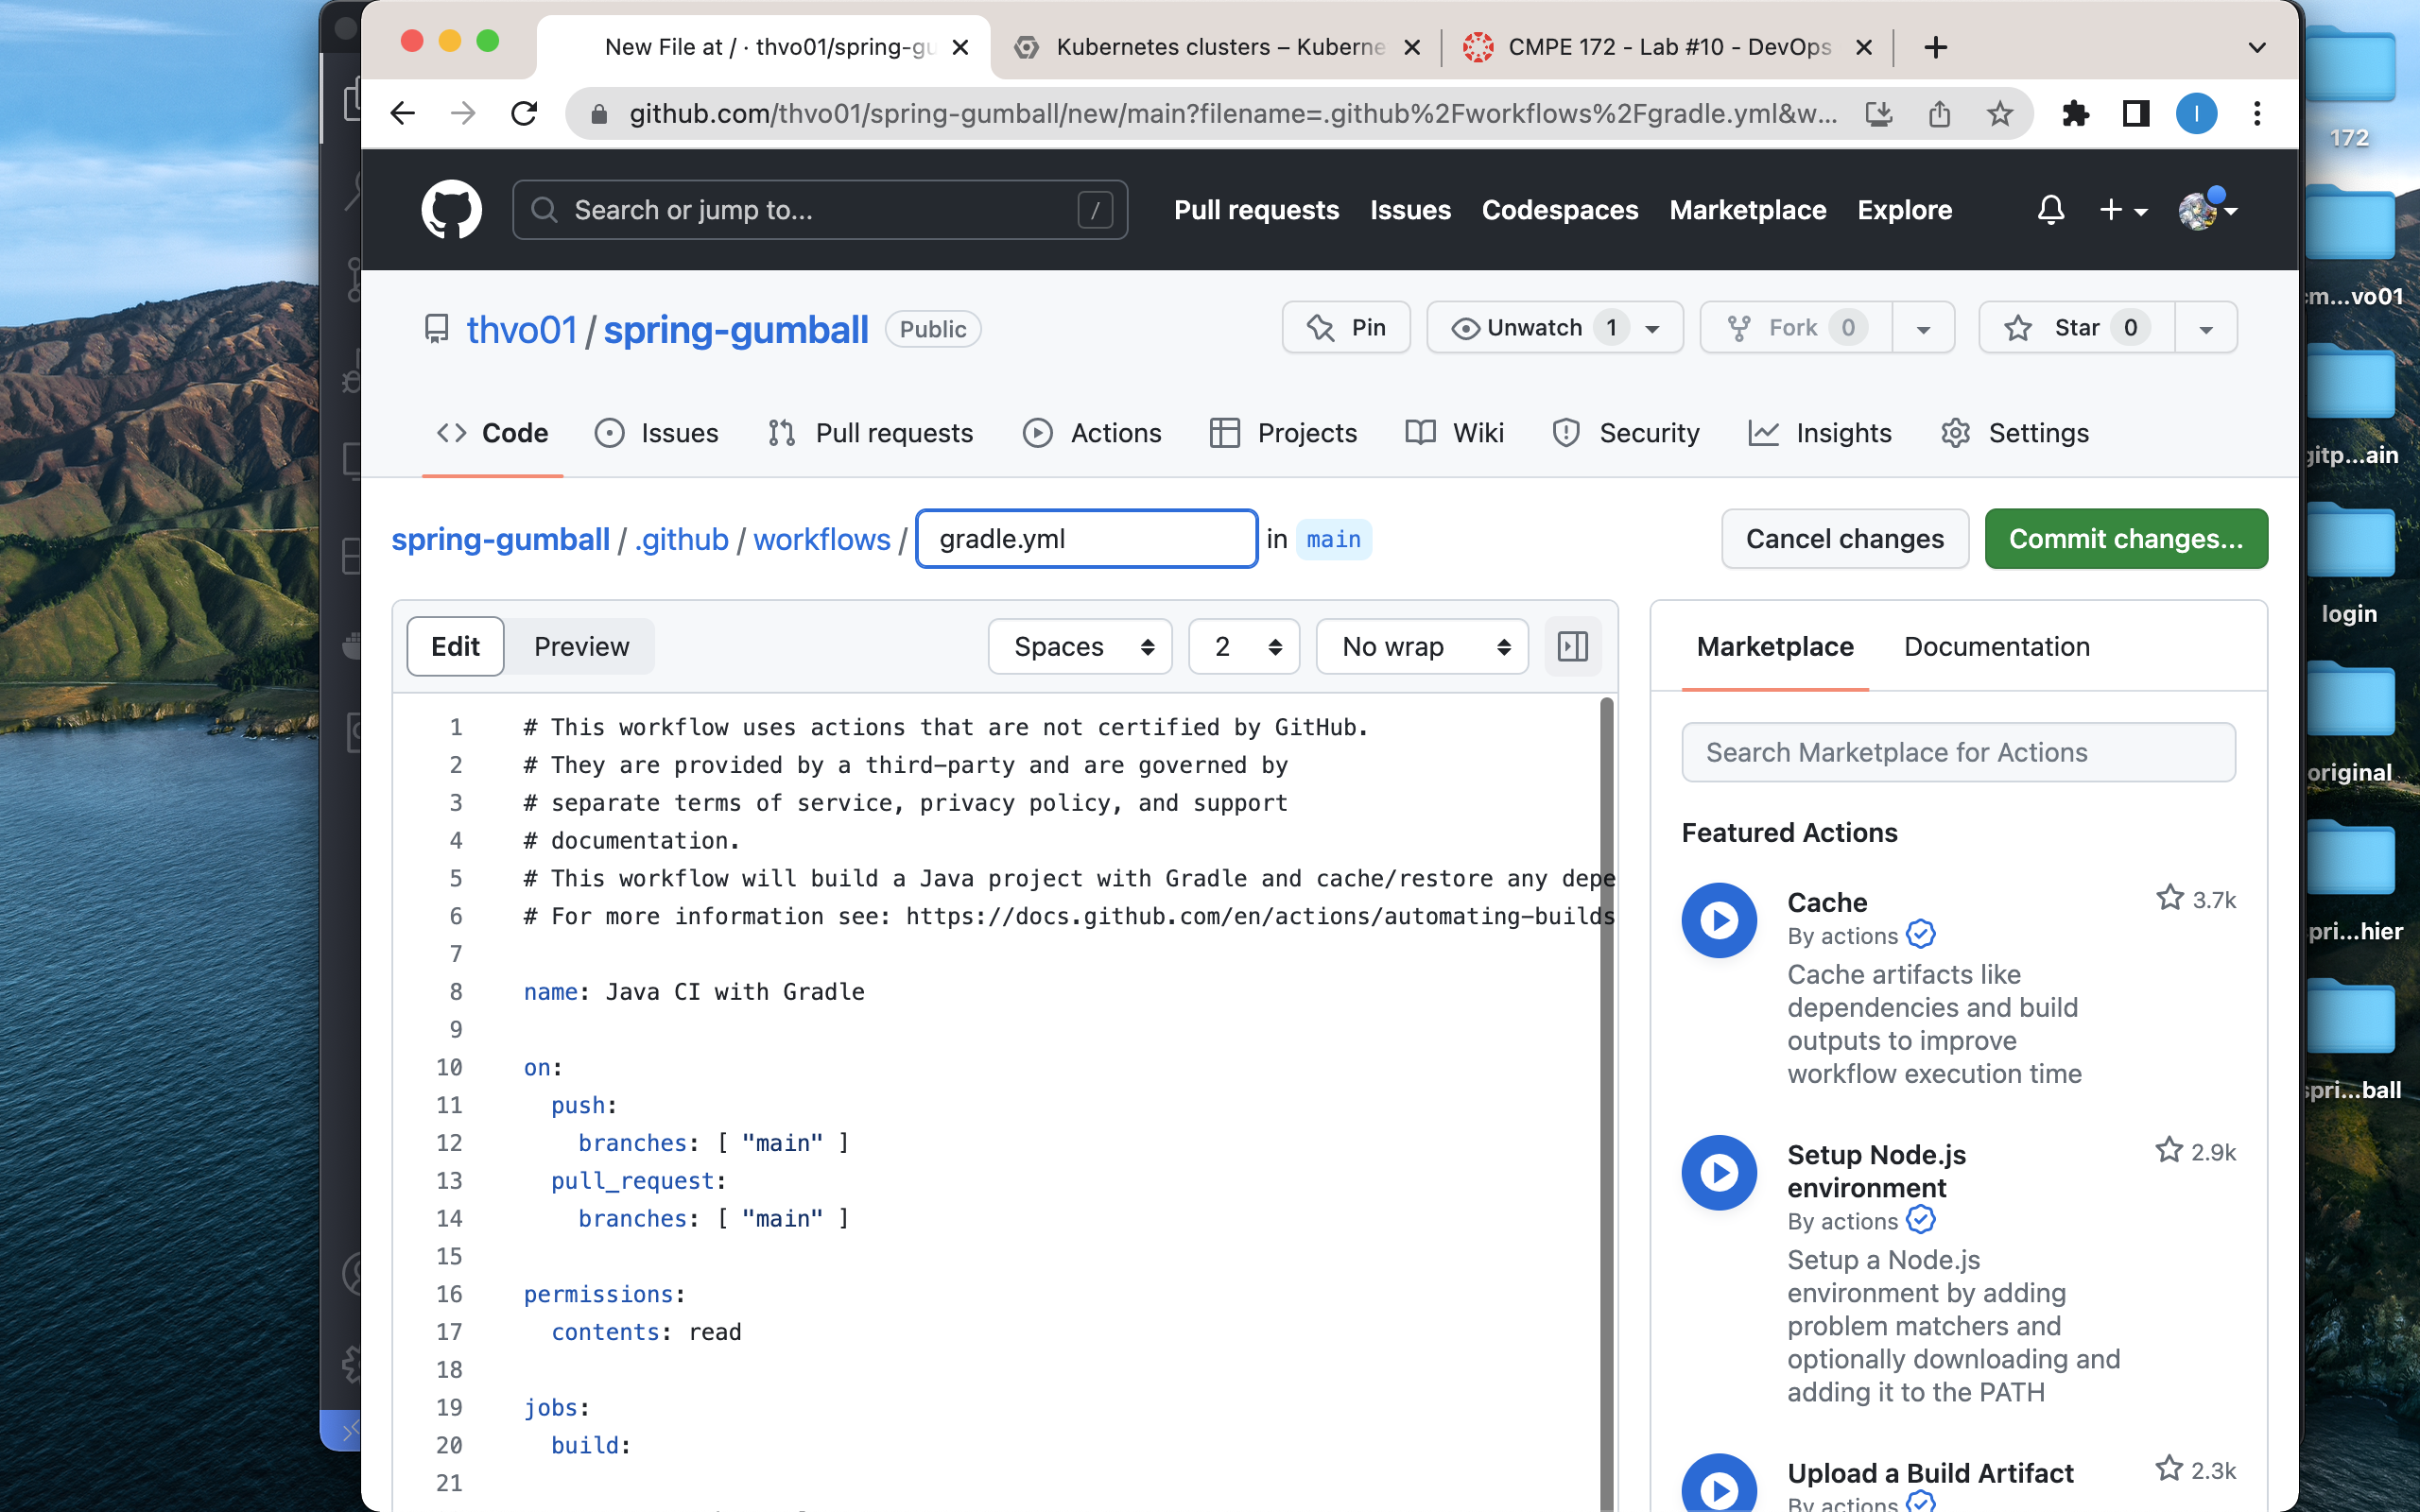 New File at / · thvo01/spring-gu
Kubernetes clusters – Kuberne
CMPE 172 - Lab #10 - DevOps
github.com/thvo01/spring-gumball/new/main?filename=.github%2Fworkflows%2Fgradle.yml&w...
I
Search or jump to...
/
Pull requests
Issues
Codespaces
Marketplace
Explore
thvo01 / spring-gumball
Public
Pin
Unwatch 1
Fork 0
Star 0
Code
Issues
Pull requests
Actions
Projects
Wiki
Security
Insights
Settings
spring-gumball / .github / workflows / gradle.yml in main
Cancel changes
Commit changes...
Edit
Preview
Spaces
2
No wrap
1 # This workflow uses actions that are not certified by GitHub.
2 # They are provided by a third-party and are governed by
3 # separate terms of service, privacy policy, and support
4 # documentation.
5 # This workflow will build a Java project with Gradle and cache/restore any depe
6 # For more information see: https://docs.github.com/en/actions/automating-builds
7
8 name: Java CI with Gradle
9
10 on:
11 push:
12 branches: [ "main" ]
13 pull_request:
14 branches: [ "main" ]
15
16 permissions:
17 contents: read
18
19 jobs:
20 build:
21
Marketplace
Documentation
Search Marketplace for Actions
Featured Actions
Cache
3.7k
By actions
Cache artifacts like
dependencies and build
outputs to improve
workflow execution time
Setup Node.js
environment
2.9k
By actions
Setup a Node.js
environment by adding
problem matchers and
optionally downloading and
adding it to the PATH
Upload a Build Artifact
2.3k
By actions
172
cm...vo01
gitp...ain
login
original
spri...hier
spri...ball